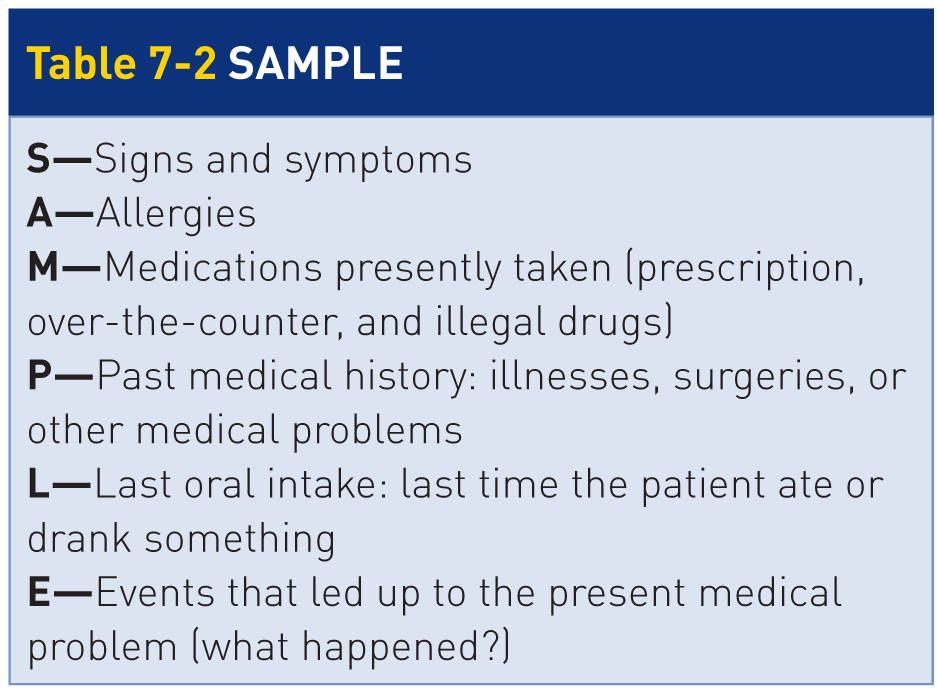 Table 7-2 SAMPLE
S—Signs and symptoms
A—Allergies
M—Medications presently taken (prescription,
over-the-counter, and illegal drugs)
P—Past medical history: illnesses, surgeries, or
other medical problems
L—Last oral intake: last time the patient ate or
drank something
E—Events that led up to the present medical
problem (what happened?)